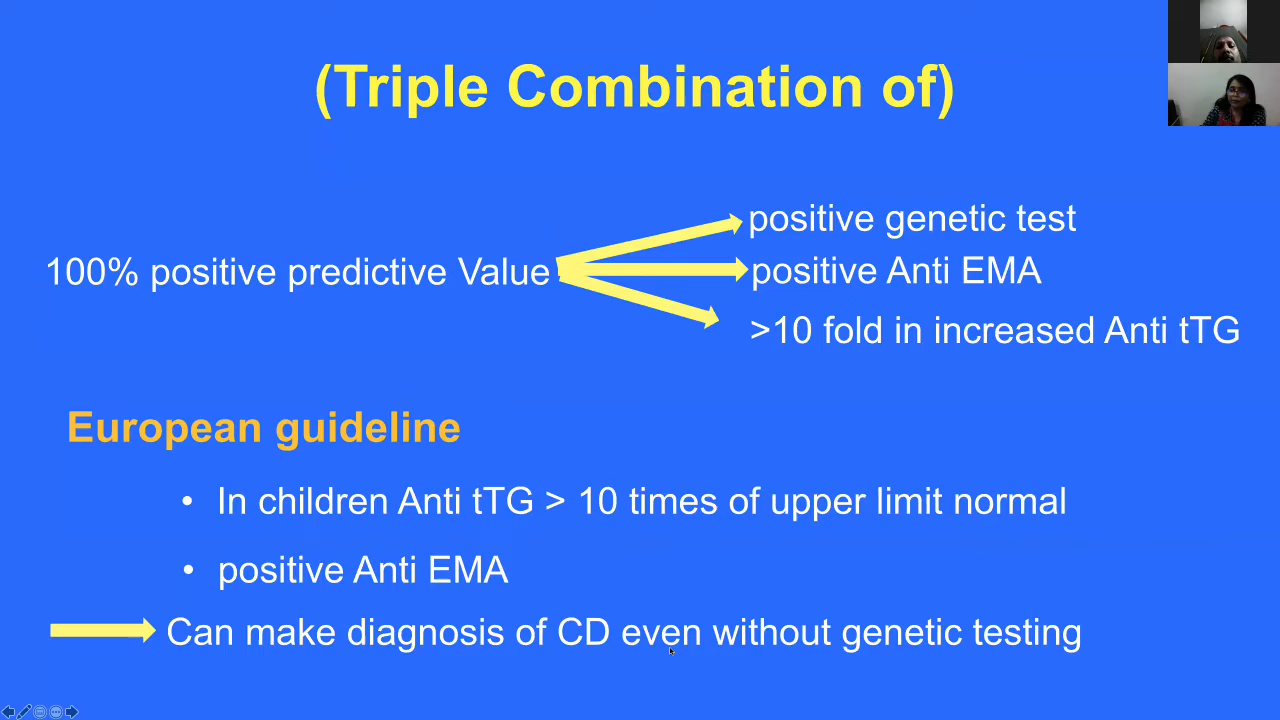 (Triple Combination of)
positive genetic test
100% positive predictive Value
positive Anti EMA
>10 fold in increased Anti tTG
European guideline
• In children Anti tTG > 10 times of upper limit normal
• positive Anti EMA
Can make diagnosis of CD even without genetic testing